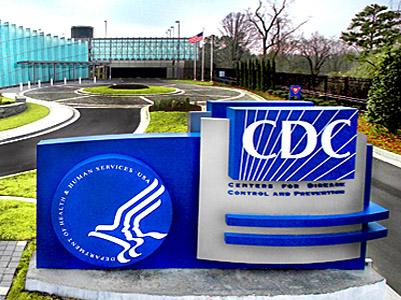 CDC
CENTERS FOR DISEASE
CONTROL AND PREVENTION
DEPARTMENT OF HEALTH & HUMAN SERVICES USA